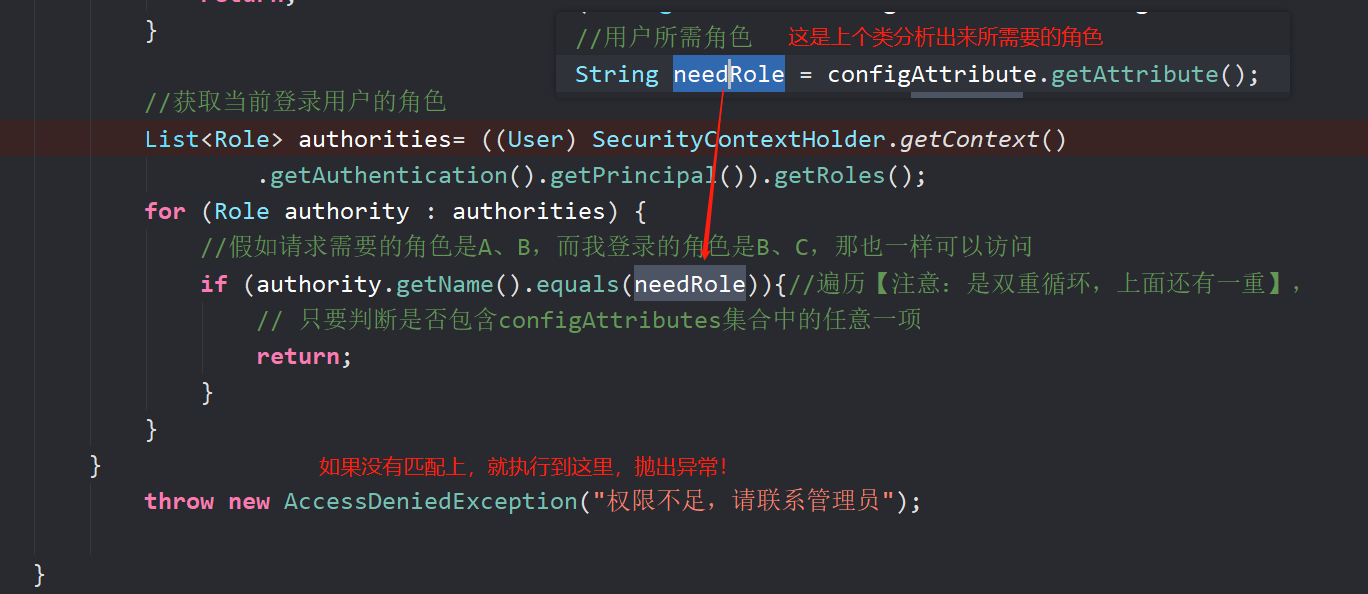 }
//用户所需角色 这是上个类分析出来所需要的角色
String needRole = configAttribute.getAttribute();
//获取当前登录用户的角色
List<Role> authorities= ((User) SecurityContextHolder.getContext()
.getAuthentication().getPrincipal()).getRoles();
for (Role authority : authorities) {
//假如请求需要的角色是A、B，而我登录的角色是B、C，那也一样可以访问
if (authority.getName().equals(needRole)){//遍历【注意：是双重循环，上面还有一重】，
// 只要判断是否包含configAttributes集合中的任意一项
return;
}
}
} 如果没有匹配上，就执行到这里，抛出异常！
throw new AccessDeniedException("权限不足，请联系管理员");
}